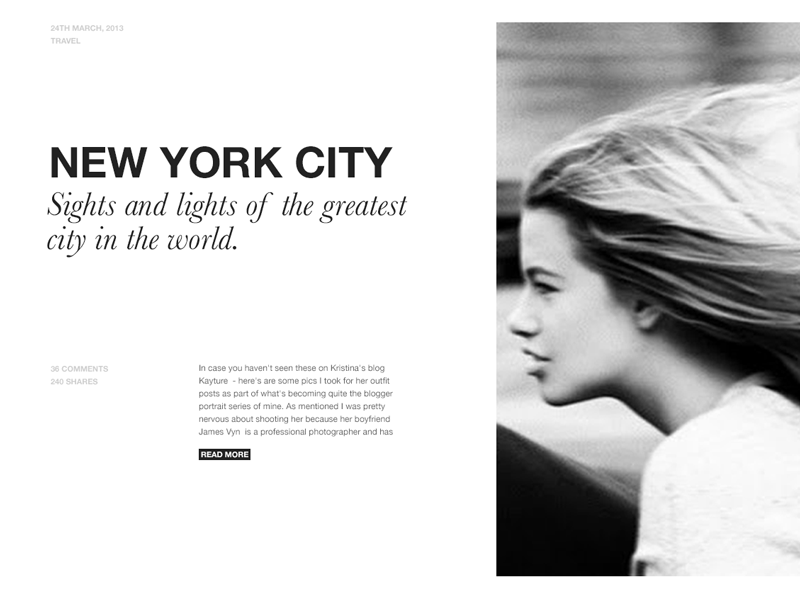 24TH MARCH, 2013
TRAVEL
NEW YORK CITY
Sights and lights of the greatest
city in the world.
36 COMMENTS
240 SHARES
In case you haven't seen these on Kristina's blog
Kayture - here's are some pics I took for her outfit
posts as part of what's becoming quite the blogger
portrait series of mine. As mentioned I was pretty
nervous about shooting her because her boyfriend
James Vyn is a professional photographer and has
READ MORE